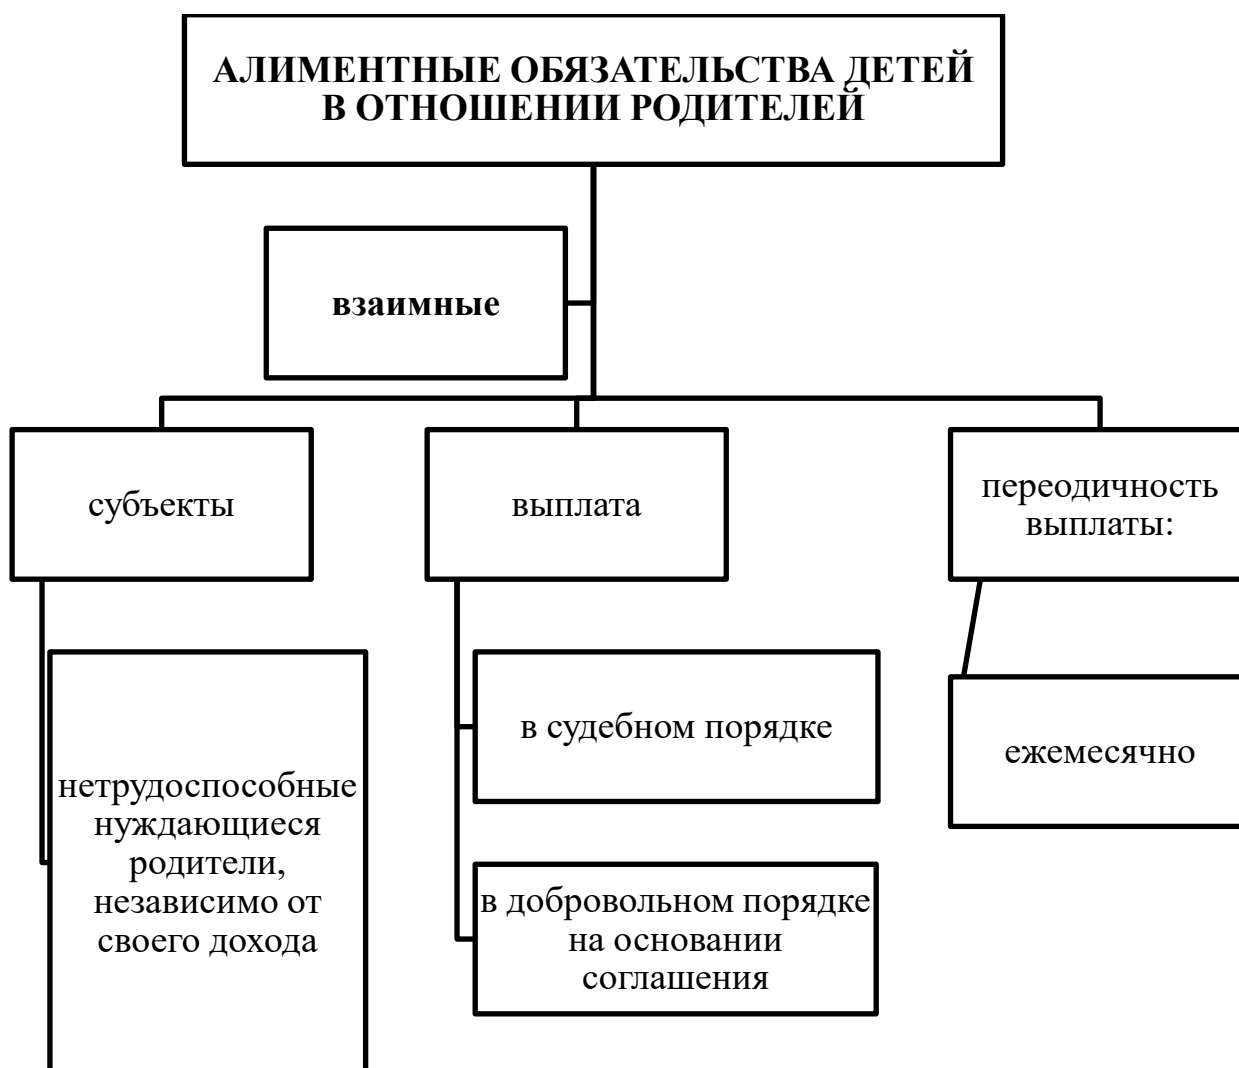 АЛИМЕНТНЫЕ ОБЯЗАТЕЛЬСТВА ДЕТЕЙ
В ОТНОШЕНИИ РОДИТЕЛЕЙ
взаимные
субъекты
нетрудоспособные
нуждающиеся
родители,
независимо от
своего дохода
выплата
в судебном порядке
в добровольном порядке
на основании
соглашения
переодичность
выплаты:
ежемесячно